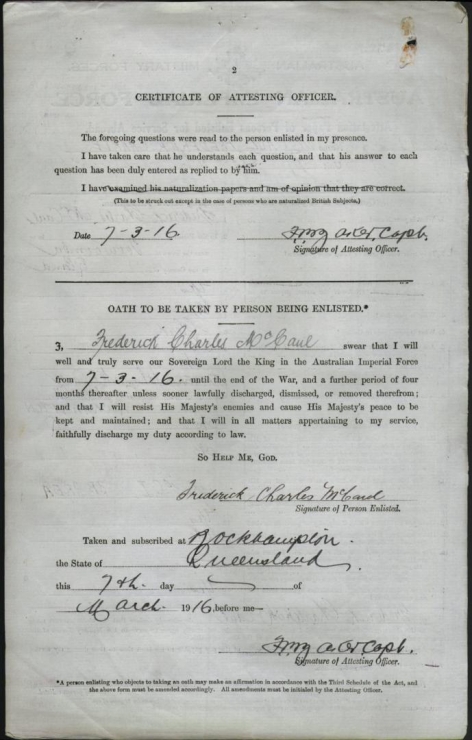 2
CERTIFICATE OF ATTESTING OFFICER.
The foregoing questions were read to the person enlisted in my presence.
I have taken care that he understands each question, and that his answer to each
question has been duly entered as replied to by him.
I have examined his naturalization papers and am of opinion that they are correct.
(This to be struck out except in the case of persons who are naturalized British Subjects.)
Date 7-3-16. Capt.
Signature of Attesting Officer.
OATH TO BE TAKEN BY PERSON BEING ENLISTED.*
3, Frederick Charles McCaul swear that I will
well and truly serve our Sovereign Lord the King in the Australian Imperial Force
from 7-3-16. until the end of the War, and a further period of four
months thereafter unless sooner lawfully discharged, dismissed, or removed therefrom;
and that I will resist His Majesty's enemies and cause His Majesty's peace to be
kept and maintained; and that I will in all matters appertaining to my service,
faithfully discharge my duty according to law.
SO HELP ME, GOD.
Frederick Charles McCaul
Signature of Person Enlisted.
Taken and subscribed at Rockhampton.
the State of Queensland
this 7th. day of
March 1916, before me—
Capt.
Signature of Attesting Officer.
*A person enlisting who objects to taking an oath may make an affirmation in accordance with the Third Schedule of the Act, and
the above form must be amended accordingly. All amendments must be initialed by the Attesting Officer.